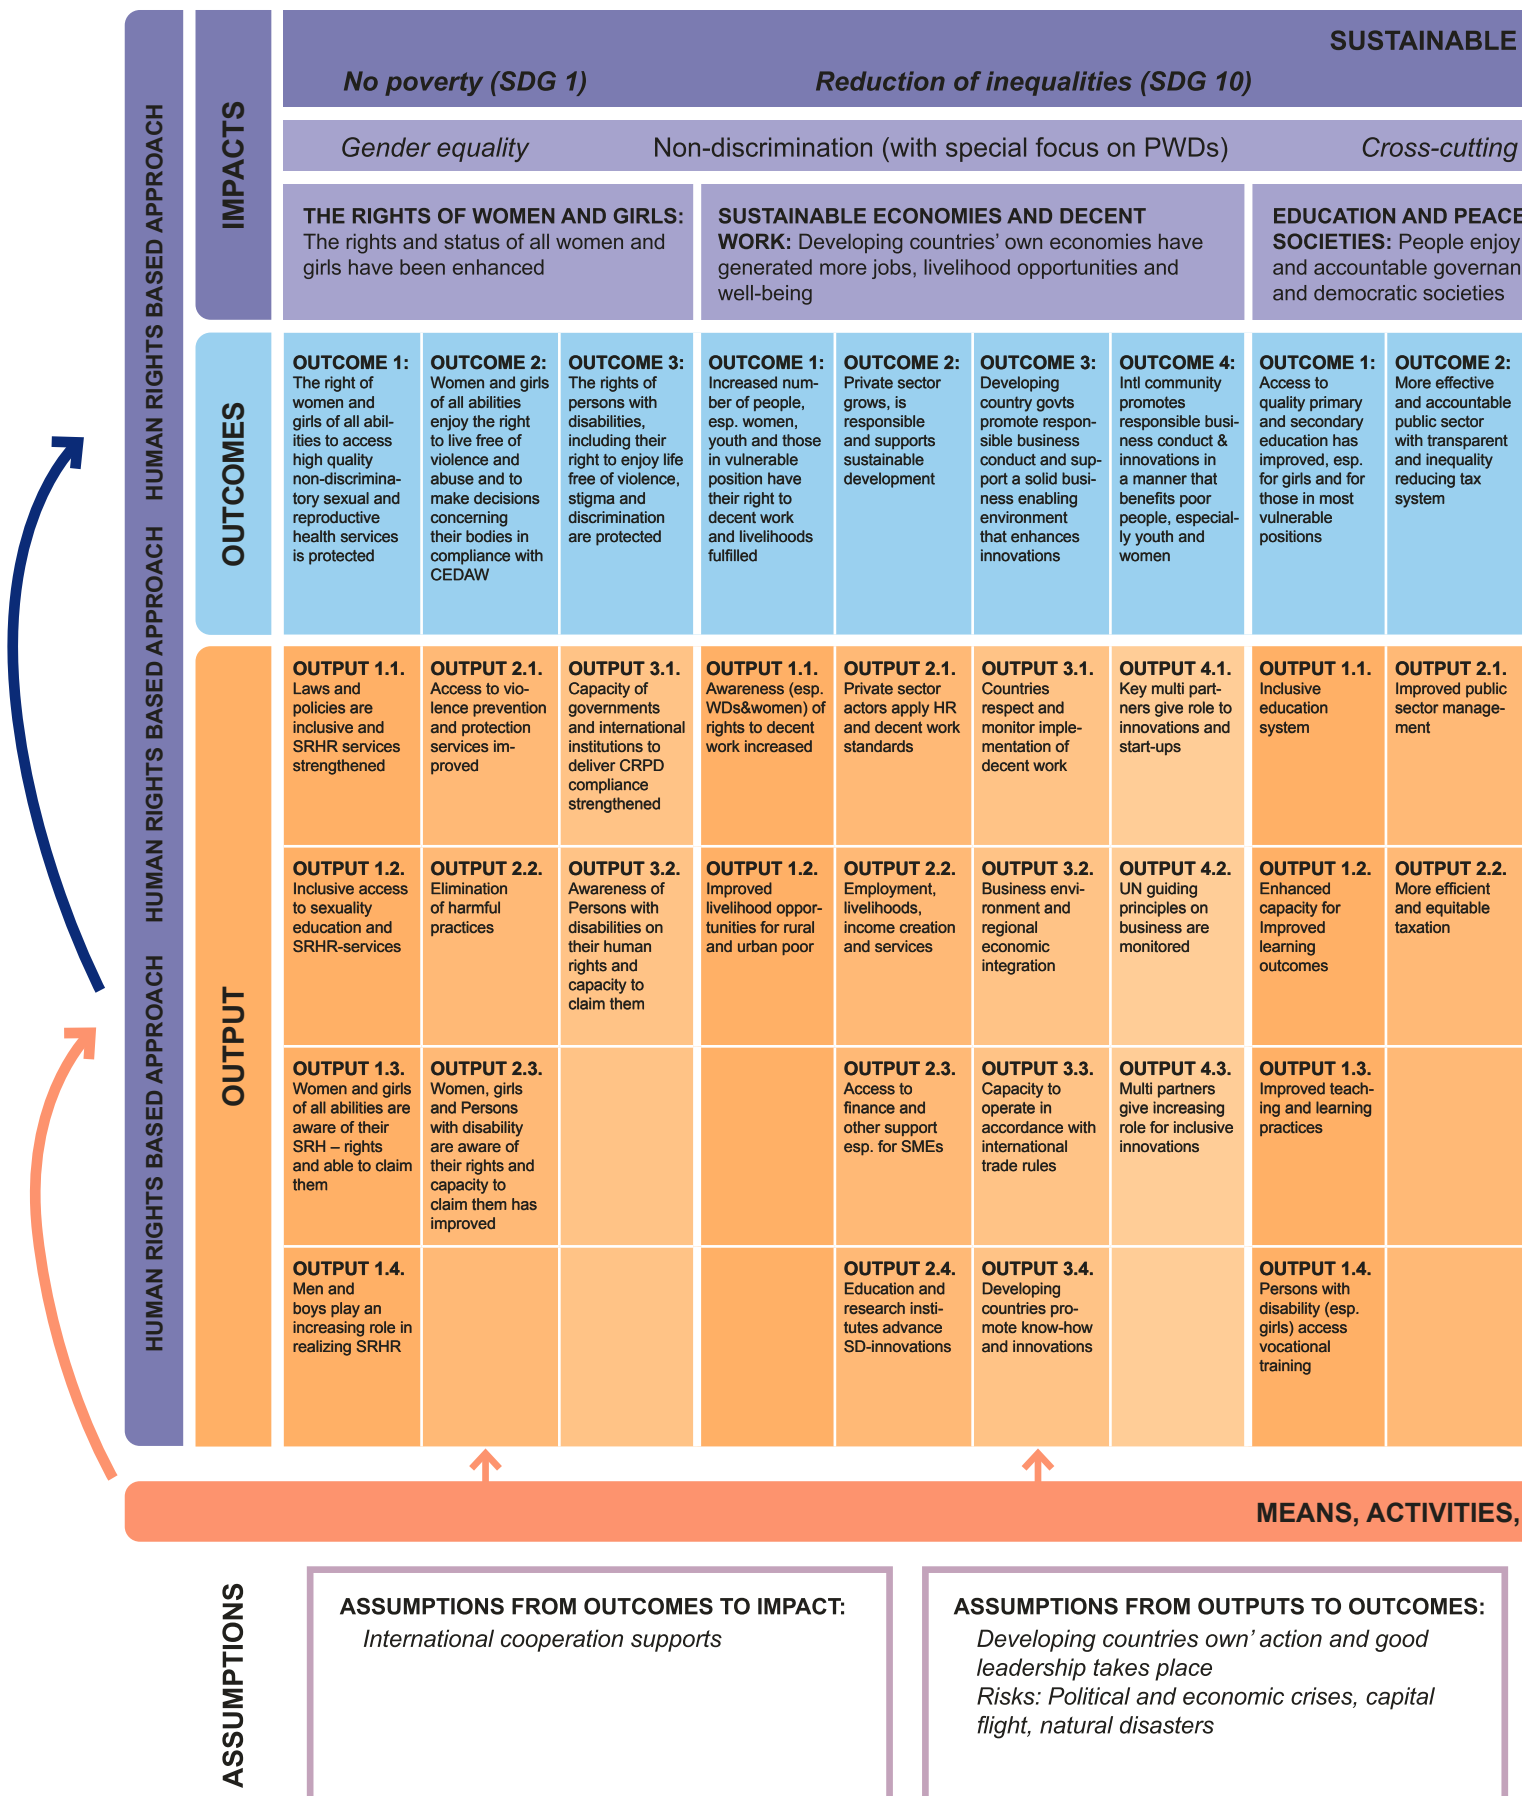 HUMAN RIGHTS BASED APPROACH HUMAN RIGHTS BASED APPROACH HUMAN RIGHTS BASED APPROACH
IMPACTS
SUSTAINABLE
No poverty (SDG 1)
Reduction of inequalities (SDG 10)
Gender equality
Non-discrimination (with special focus on PWDs)
Cross-cutting
THE RIGHTS OF WOMEN AND GIRLS:
The rights and status of all women and
girls have been enhanced
SUSTAINABLE ECONOMIES AND DECENT
WORK: Developing countries' own economies have
generated more jobs, livelihood opportunities and
well-being
EDUCATION AND PEACE
SOCIETIES: People enjoy
and accountable governan
and democratic societies
OUTCOMES
OUTCOME 1:
The right of
women and
girls of all abil-
ities to access
high quality
non-discrimina-
tory sexual and
reproductive
health services
is protected
OUTCOME 2:
Women and girls
of all abilities
enjoy the right
to live free of
violence and
abuse and to
make decisions
concerning
their bodies in
compliance with
CEDAW
OUTCOME 3:
The rights of
persons with
disabilities,
including their
right to enjoy life
free of violence,
stigma and
discrimination
are protected
OUTCOME 1:
Increased num-
ber of people,
esp. women,
youth and those
in vulnerable
position have
their right to
decent work
and livelihoods
fulfilled
OUTCOME 2:
Private sector
grows, is
responsible
and supports
sustainable
development
OUTCOME 3:
Developing
country govts
promote respon-
sible business
conduct and sup-
port a solid busi-
ness enabling
environment
that enhances
innovations
OUTCOME 4:
Intl community
promotes
responsible busi-
ness conduct &
innovations in
a manner that
benefits poor
people, especial-
ly youth and
women
OUTCOME 1:
Access to
quality primary
and secondary
education has
improved, esp.
for girls and for
those in most
vulnerable
positions
OUTCOME 2:
More effective
and accountable
public sector
with transparent
and inequality
reducing tax
system
OUTPUT
OUTPUT 1.1.
Laws and
policies are
inclusive and
SRHR services
strengthened
OUTPUT 2.1.
Access to vio-
lence prevention
and protection
services im-
proved
OUTPUT 3.1.
Capacity of
governments
and international
institutions to
deliver CRPD
compliance
strengthened
OUTPUT 1.1.
Awareness (esp.
WDs&women) of
rights to decent
work increased
OUTPUT 2.1.
Private sector
actors apply HR
and decent work
standards
OUTPUT 3.1.
Countries
respect and
monitor imple-
mentation of
decent work
OUTPUT 4.1.
Key multi part-
ners give role to
innovations and
start-ups
OUTPUT 1.1.
Inclusive
education
system
OUTPUT 2.1.
Improved public
sector manage-
ment
OUTPUT 1.2.
Inclusive access
to sexuality
education and
SRHR-services
OUTPUT 2.2.
Elimination
of harmful
practices
OUTPUT 3.2.
Awareness of
Persons with
disabilities on
their human
rights and
capacity to
claim them
OUTPUT 1.2.
Improved
livelihood oppor-
tunities for rural
and urban poor
OUTPUT 2.2.
Employment,
livelihoods,
income creation
and services
OUTPUT 3.2.
Business envi-
ronment and
regional
economic
integration
OUTPUT 4.2.
UN guiding
principles on
business are
monitored
OUTPUT 1.2.
Enhanced
capacity for
Improved
learning
outcomes
OUTPUT 2.2.
More efficient
and equitable
taxation
OUTPUT 1.3.
Women and girls
of all abilities are
aware of their
SRH – rights
and able to claim
them
OUTPUT 2.3.
Women, girls
and Persons
with disability
are aware of
their rights and
capacity to
claim them has
improved
OUTPUT 2.3.
Access to
finance and
other support
esp. for SMEs
OUTPUT 3.3.
Capacity to
operate in
accordance with
international
trade rules
OUTPUT 4.3.
Multi partners
give increasing
role for inclusive
innovations
OUTPUT 1.3.
Improved teach-
ing and learning
practices
OUTPUT 1.4.
Men and
boys play an
increasing role in
realizing SRHR
OUTPUT 2.4.
Education and
research insti-
tutes advance
SD-innovations
OUTPUT 3.4.
Developing
countries pro-
mote know-how
and innovations
OUTPUT 1.4.
Persons with
disability (esp.
girls) access
vocational
training
MEANS, ACTIVITIES,
ASSUMPTIONS
ASSUMPTIONS FROM OUTCOMES TO IMPACT:
International cooperation supports
ASSUMPTIONS FROM OUTPUTS TO OUTCOMES:
Developing countries own' action and good
leadership takes place
Risks: Political and economic crises, capital
flight, natural disasters